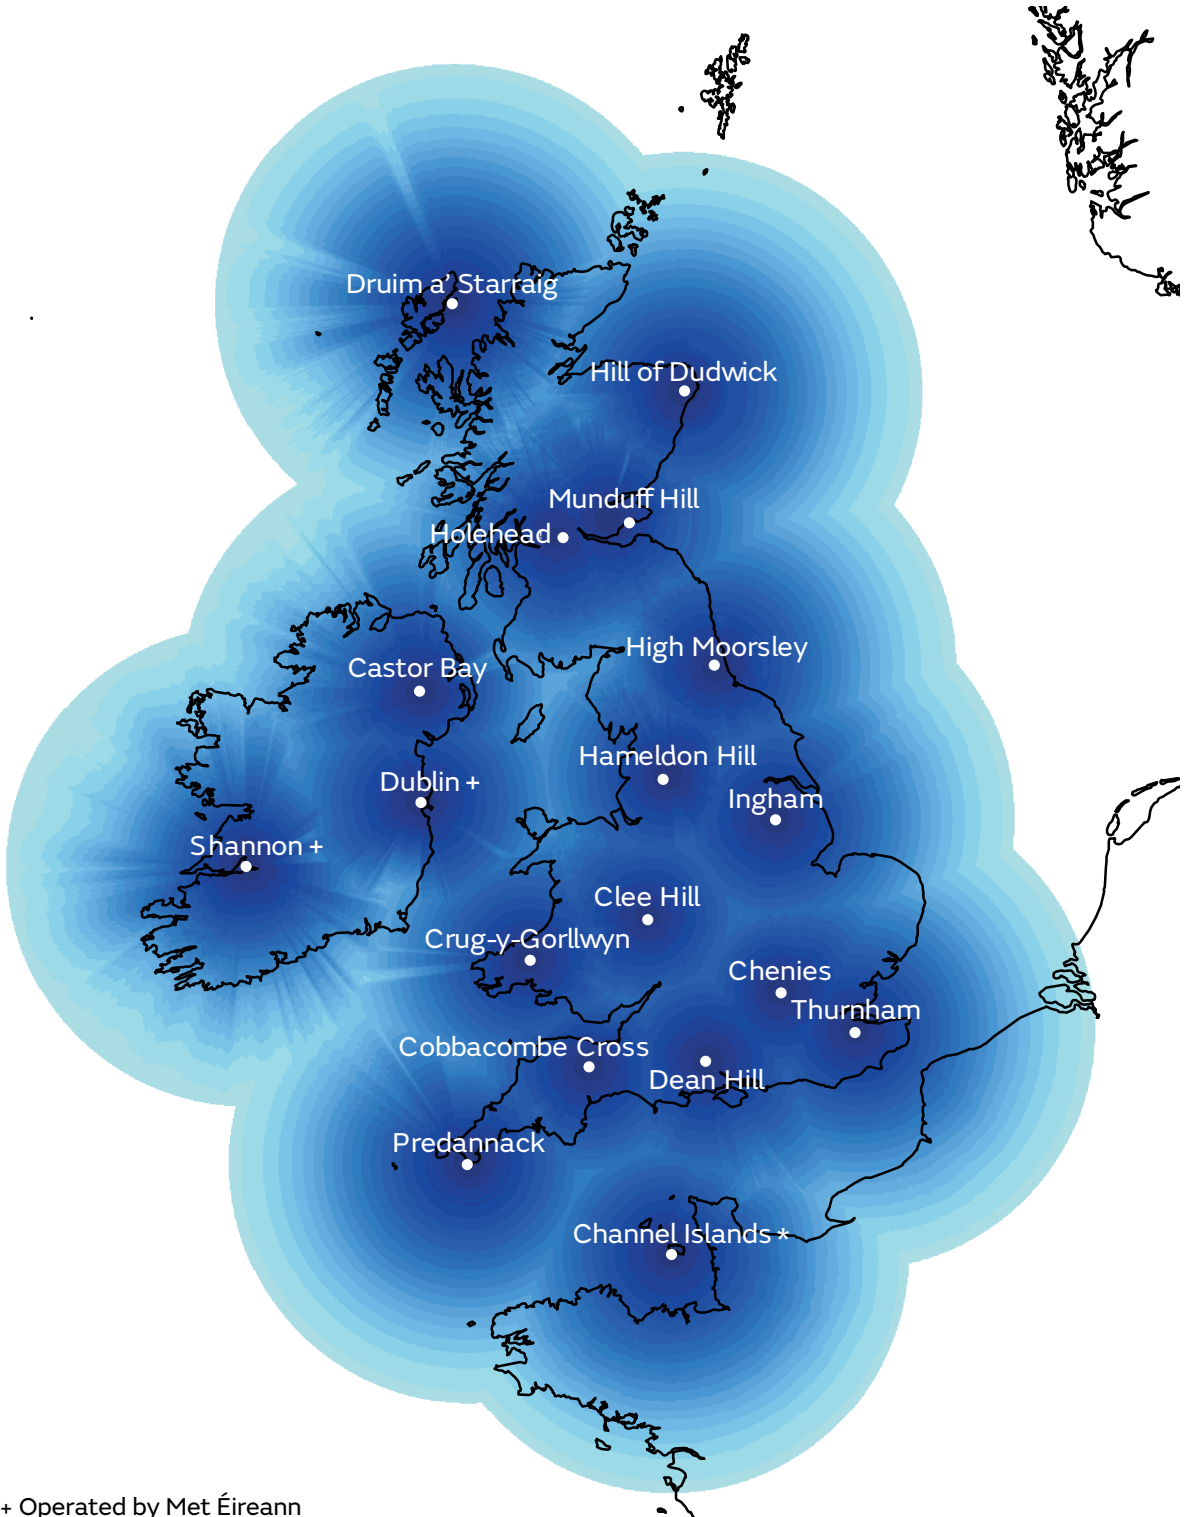 Druim a' Starraig
Hill of Dudwick
Munduff Hill
Holehead
High Moorsley
Castor Bay
Hameldon Hill
Dublin +
Ingham
Shannon +
Clee Hill
Crug-y-Gorllwyn
Chenies
Thurnham
Cobbacombe Cross
Dean Hill
Predannack
Channel Islands *
+ Operated by Met Éireann